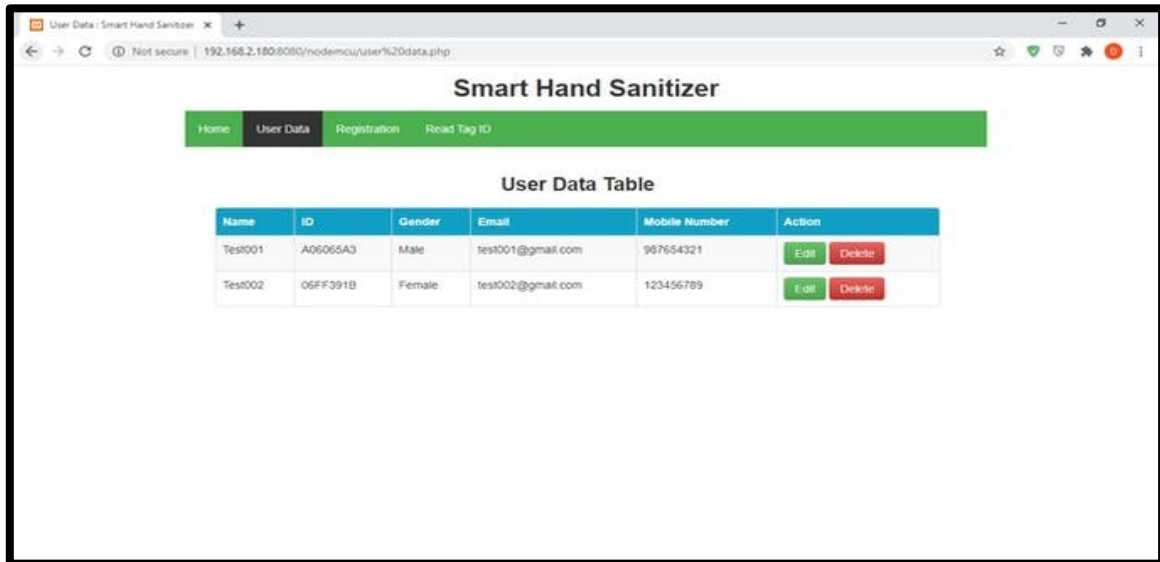 User Data : Smart Hand Sanitizer
Not secure | 192.168.2.180:8080/nodemcu/user%20data.php
D
Smart Hand Sanitizer
Home User Data Registration Read Tag ID
User Data Table
Name ID Gender Email Mobile Number Action
Test001 A06065A3 Male test001@gmail.com 987654321 Edit Delete
Test002 06FF391B Female test002@gmail.com 123456789 Edit Delete